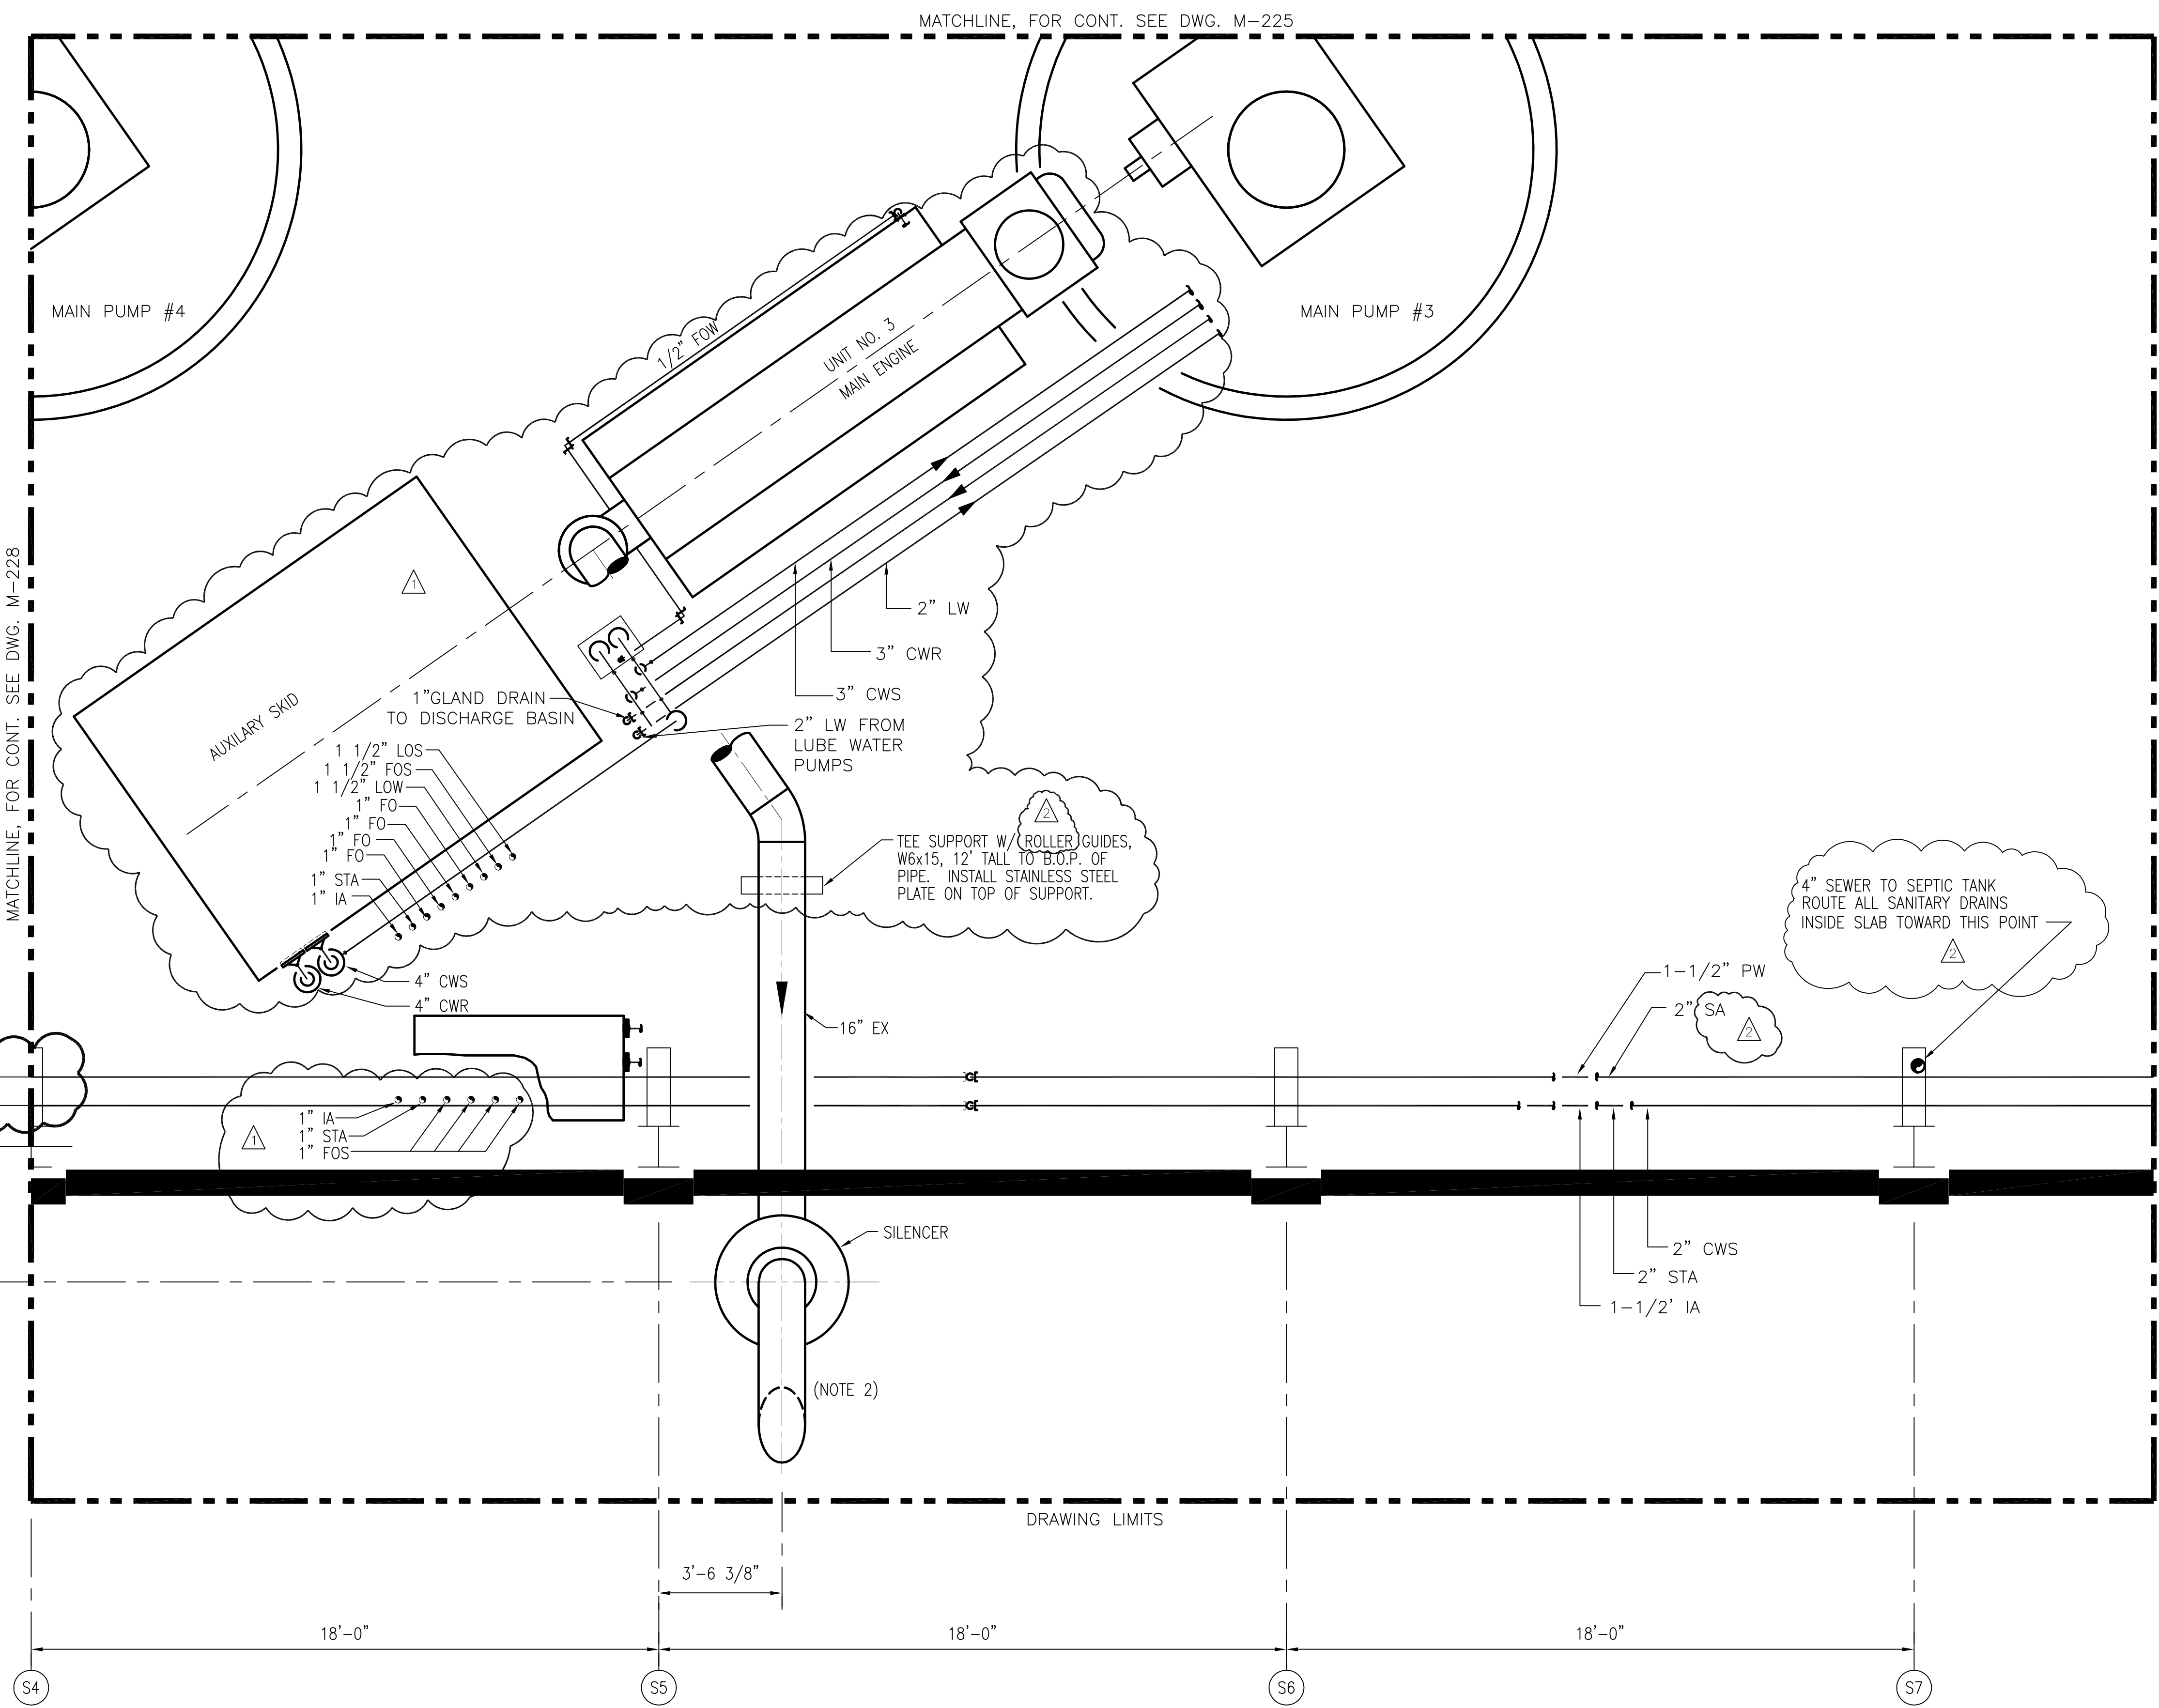 MATCHLINE, FOR CONT. SEE DWG. M-225
MAIN PUMP #4
MAIN PUMP #3
1/2" FOW
UNIT NO. 3
MAIN ENGINE
MATCHLINE, FOR CONT. SEE DWG. M-228
1
AUXILARY SKID
2" LW
3" CWR
3" CWS
1"GLAND DRAIN
TO DISCHARGE BASIN
2" LW FROM
LUBE WATER
PUMPS
1 1/2" LOS
1 1/2" FOS
1 1/2" LOW
1" FO
1" FO
1" FO
1" FO
1" STA
1" IA
2
TEE SUPPORT W/ ROLLER GUIDES,
W6x15, 12' TALL TO B.O.P. OF
PIPE. INSTALL STAINLESS STEEL
PLATE ON TOP OF SUPPORT.
4" SEWER TO SEPTIC TANK
ROUTE ALL SANITARY DRAINS
INSIDE SLAB TOWARD THIS POINT
2
4" CWS
4" CWR
16" EX
1-1/2" PW
2" SA
2
1" IA
1" STA
1" FOS
1
SILENCER
2" CWS
2" STA
1-1/2' IA
(NOTE 2)
DRAWING LIMITS
3'-6 3/8"
18'-0"
18'-0"
18'-0"
S4
S5
S6
S7